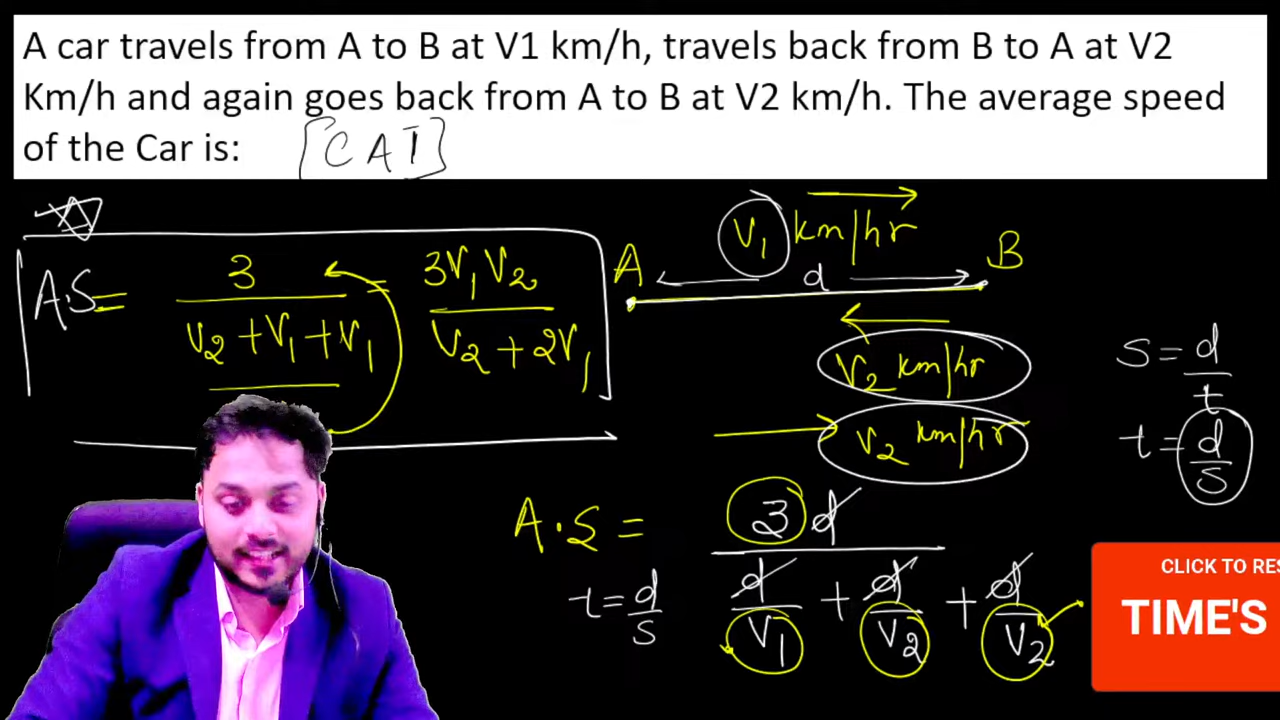 A car travels from A to B at V1 km/h, travels back from B to A at V2
Km/h and again goes back from A to B at V2 km/h. The average speed
of the Car is: [CAT]
A.S = 3 / V2 + V1 + V1 = 3V1V2 / V2 + 2V1
V1 km/hr
A d B
V2 km/hr
V2 km/hr
s = d/t
t = d/s
A.S = 3d / d/V1 + d/V2 + d/V2
t = d/s
CLICK TO RES
TIME'S